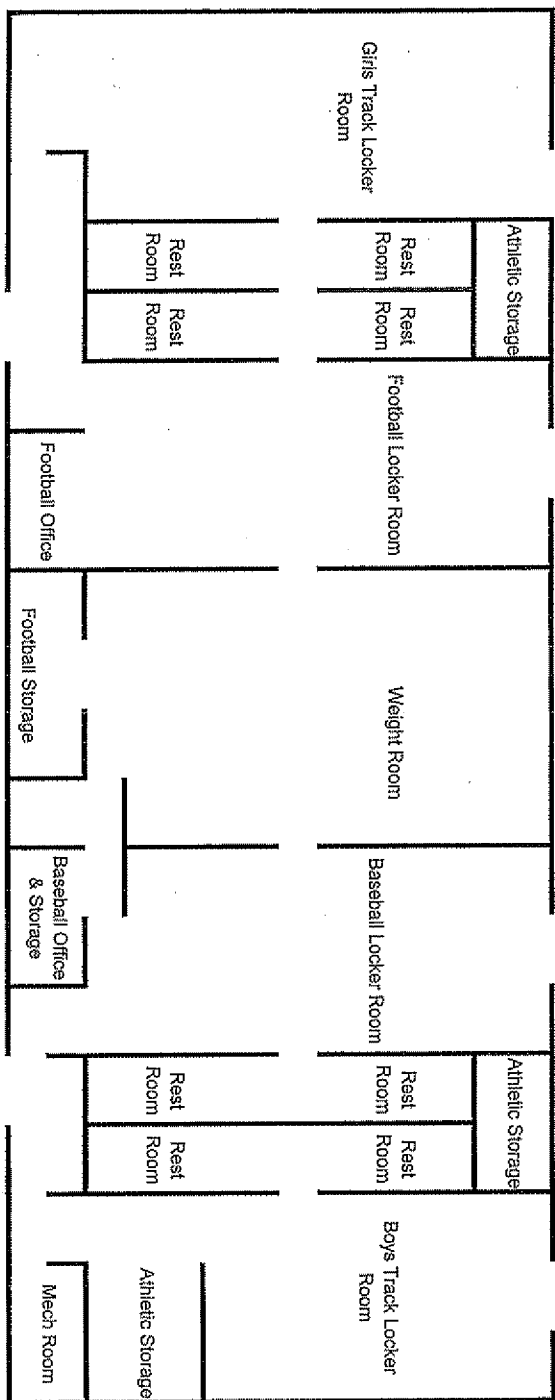 Athletic Storage
Athletic Storage
Girls Track Locker
Room
Rest
Room
Rest
Room
Football Locker Room
Weight Room
Baseball Locker Room
Rest
Room
Rest
Room
Boys Track Locker
Room
Rest
Room
Rest
Room
Rest
Room
Rest
Room
Athletic Storage
Football Office
Football Storage
Baseball Office
& Storage
Mech Room